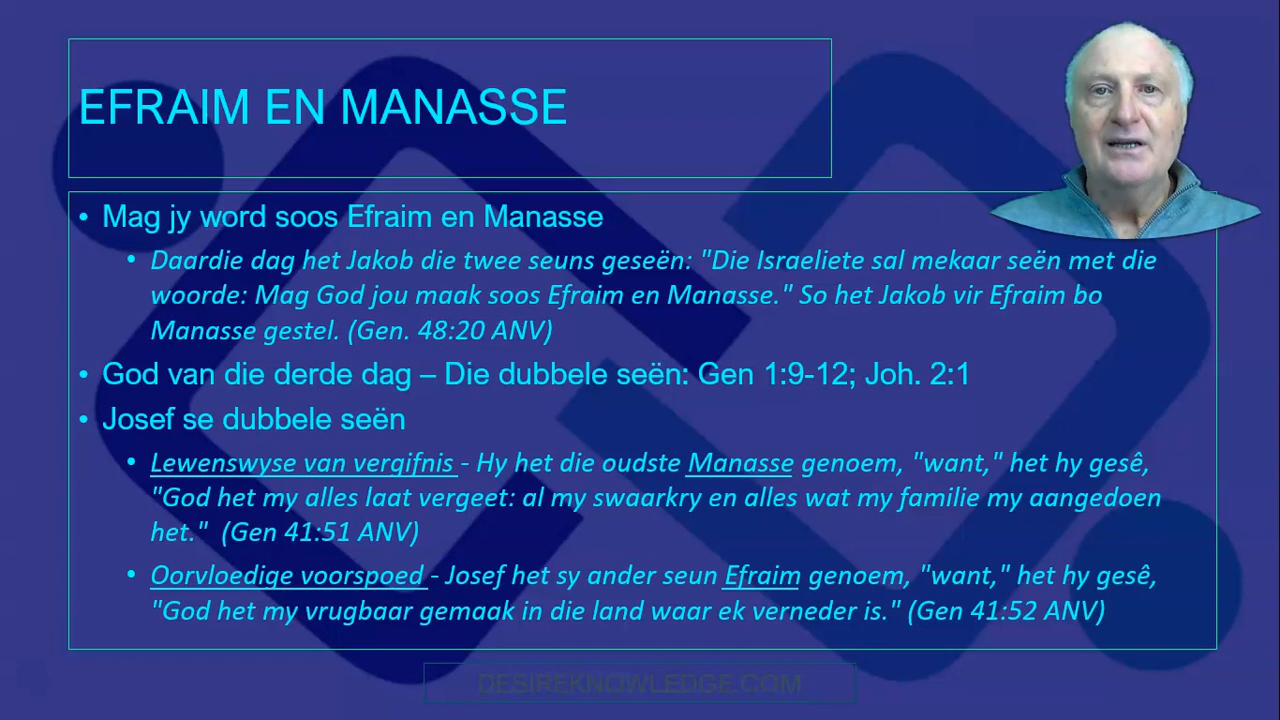 EFRAIM EN MANASSE
• Mag jy word soos Efraim en Manasse
• Daardie dag het Jakob die twee seuns geseën: "Die Israeliete sal mekaar seën met die
woorde: Mag God jou maak soos Efraim en Manasse." So het Jakob vir Efraim bo
Manasse gestel. (Gen. 48:20 ANV)
• God van die derde dag – Die dubbele seën: Gen 1:9-12; Joh. 2:1
• Josef se dubbele seën
• Lewenswyse van vergifnis - Hy het die oudste Manasse genoem, "want," het hy gesê,
"God het my alles laat vergeet: al my swaarkry en alles wat my familie my aangedoen
het." (Gen 41:51 ANV)
• Oorvloedige voorspoed - Josef het sy ander seun Efraim genoem, "want," het hy gesê,
"God het my vrugbaar gemaak in die land waar ek verneder is." (Gen 41:52 ANV)
DESIREKNOWLEDGE.COM